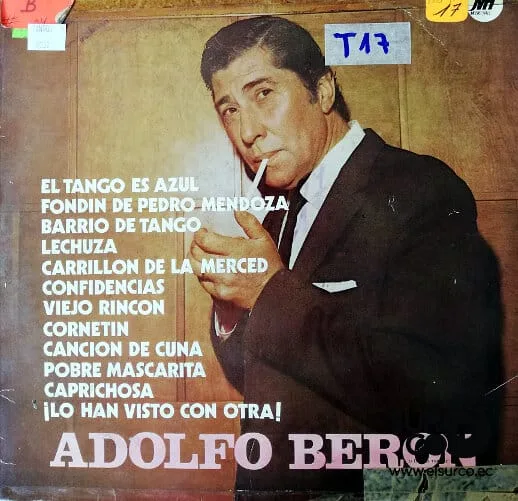 B
17
MH
T17
EL TANGO ES AZUL
FONDIN DE PEDRO MENDOZA
BARRIO DE TANGO
LECHUZA
CARRILLON DE LA MERCED
CONFIDENCIAS
VIEJO RINCON
CORNETIN
CANCION DE CUNA
POBRE MASCARITA
CAPRICHOSA
¡LO HAN VISTO CON OTRA!
ADOLFO
www.elsurco.ec